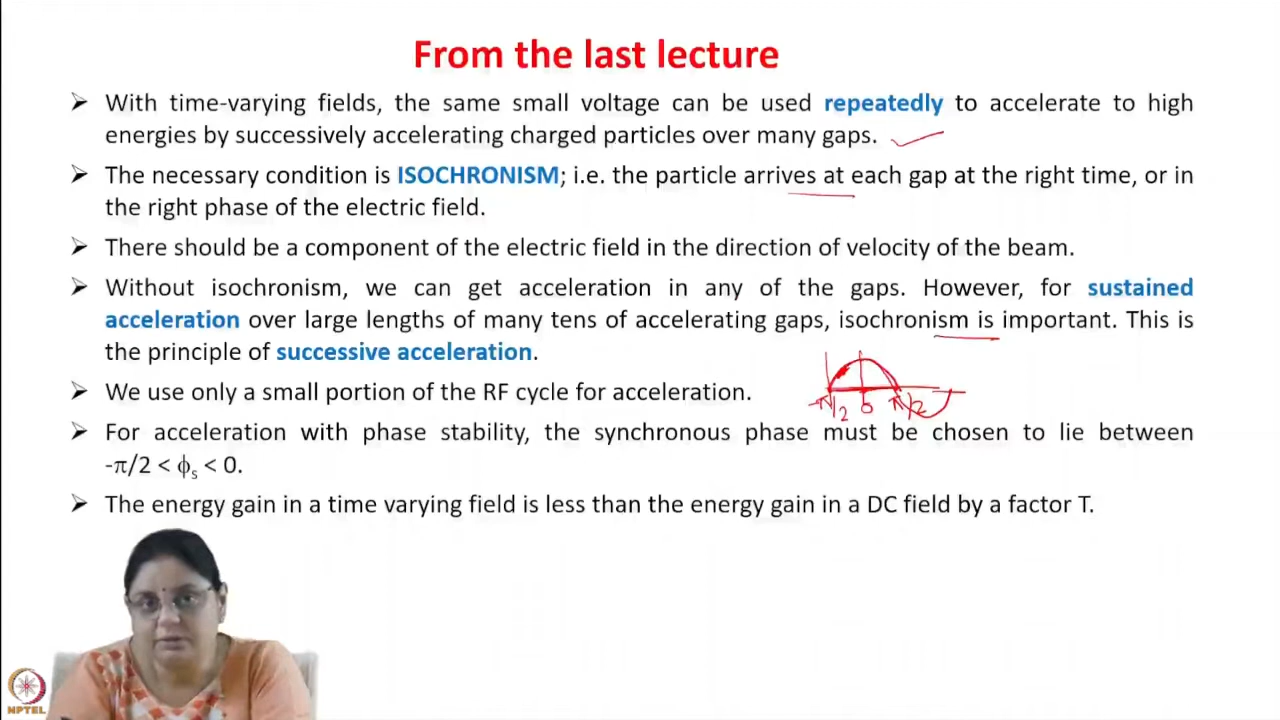 From the last lecture
➢ With time-varying fields, the same small voltage can be used repeatedly to accelerate to high
energies by successively accelerating charged particles over many gaps.
➢ The necessary condition is ISOCHRONISM; i.e. the particle arrives at each gap at the right time, or in
the right phase of the electric field.
➢ There should be a component of the electric field in the direction of velocity of the beam.
➢ Without isochronism, we can get acceleration in any of the gaps. However, for sustained
acceleration over large lengths of many tens of accelerating gaps, isochronism is important. This is
the principle of successive acceleration.
➢ We use only a small portion of the RF cycle for acceleration.
-π/2 0 π/2
➢ For acceleration with phase stability, the synchronous phase must be chosen to lie between
-π/2 < ϕs < 0.
➢ The energy gain in a time varying field is less than the energy gain in a DC field by a factor T.
NPTEL